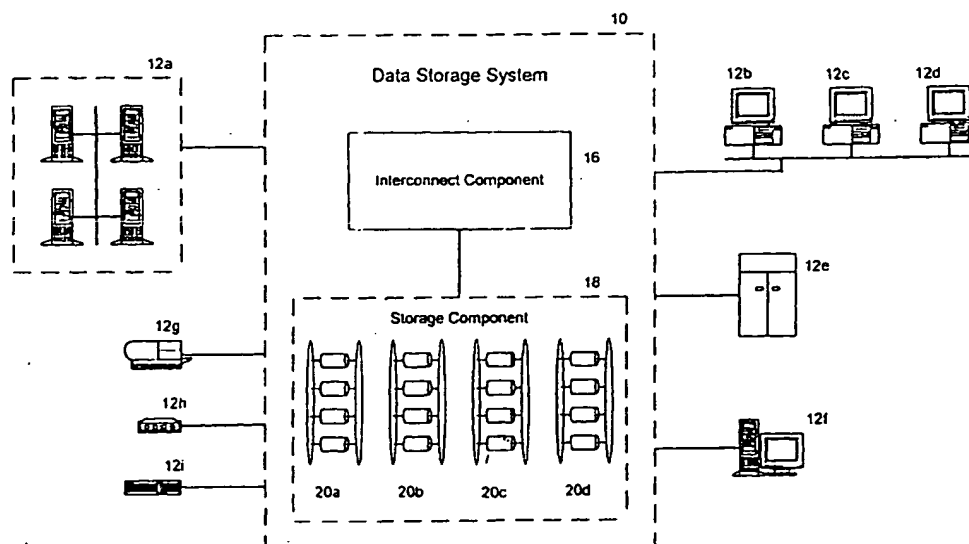 10
12a
Data Storage System
12b
12c
12d
16
Interconnect Component
12e
18
Storage Component
12g
12h
12f
12i
20a
20b
20c
20d